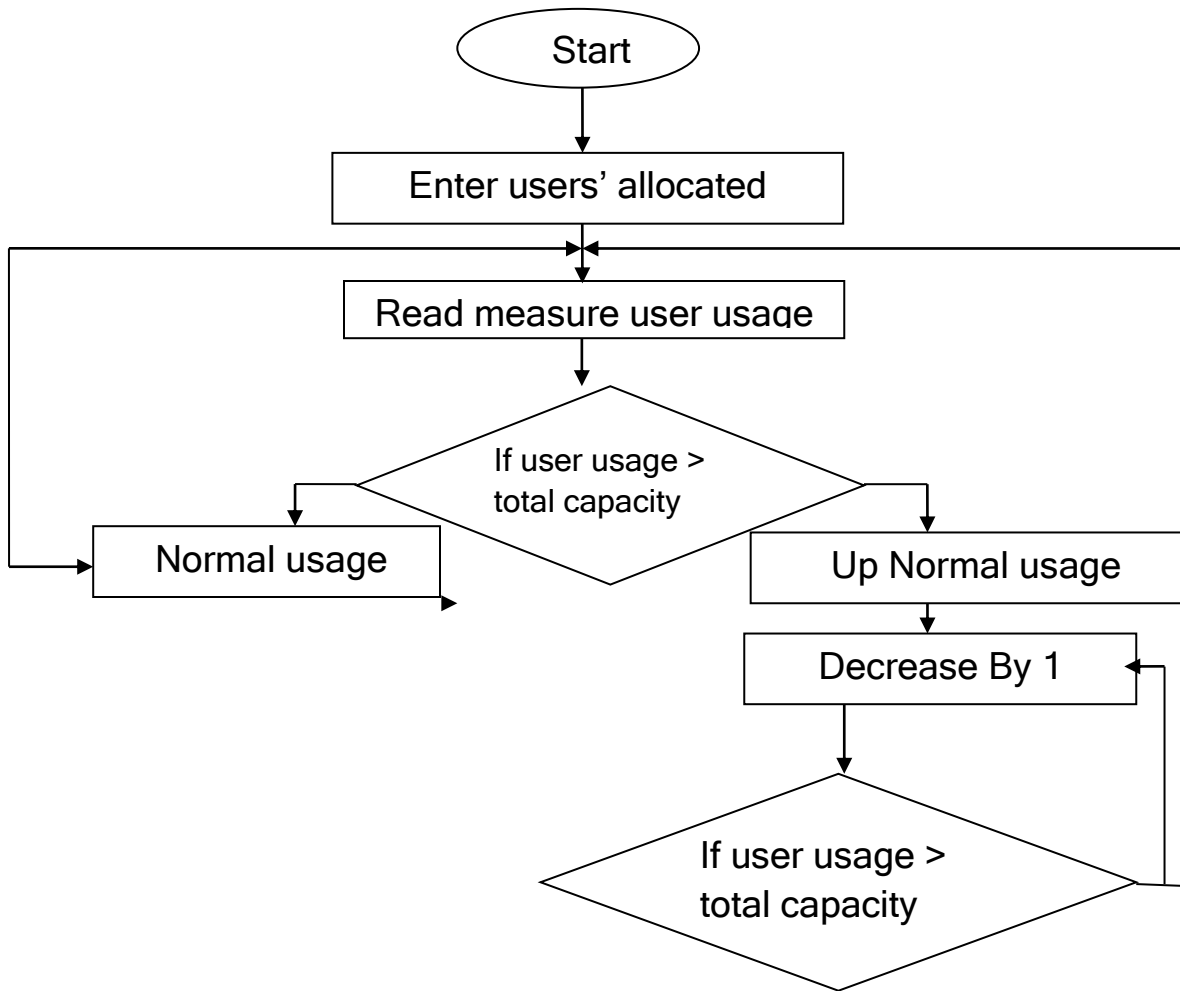 Start
Enter users’ allocated
Read measure user usage
If user usage >
total capacity
Normal usage
Up Normal usage
Decrease By 1
If user usage >
total capacity